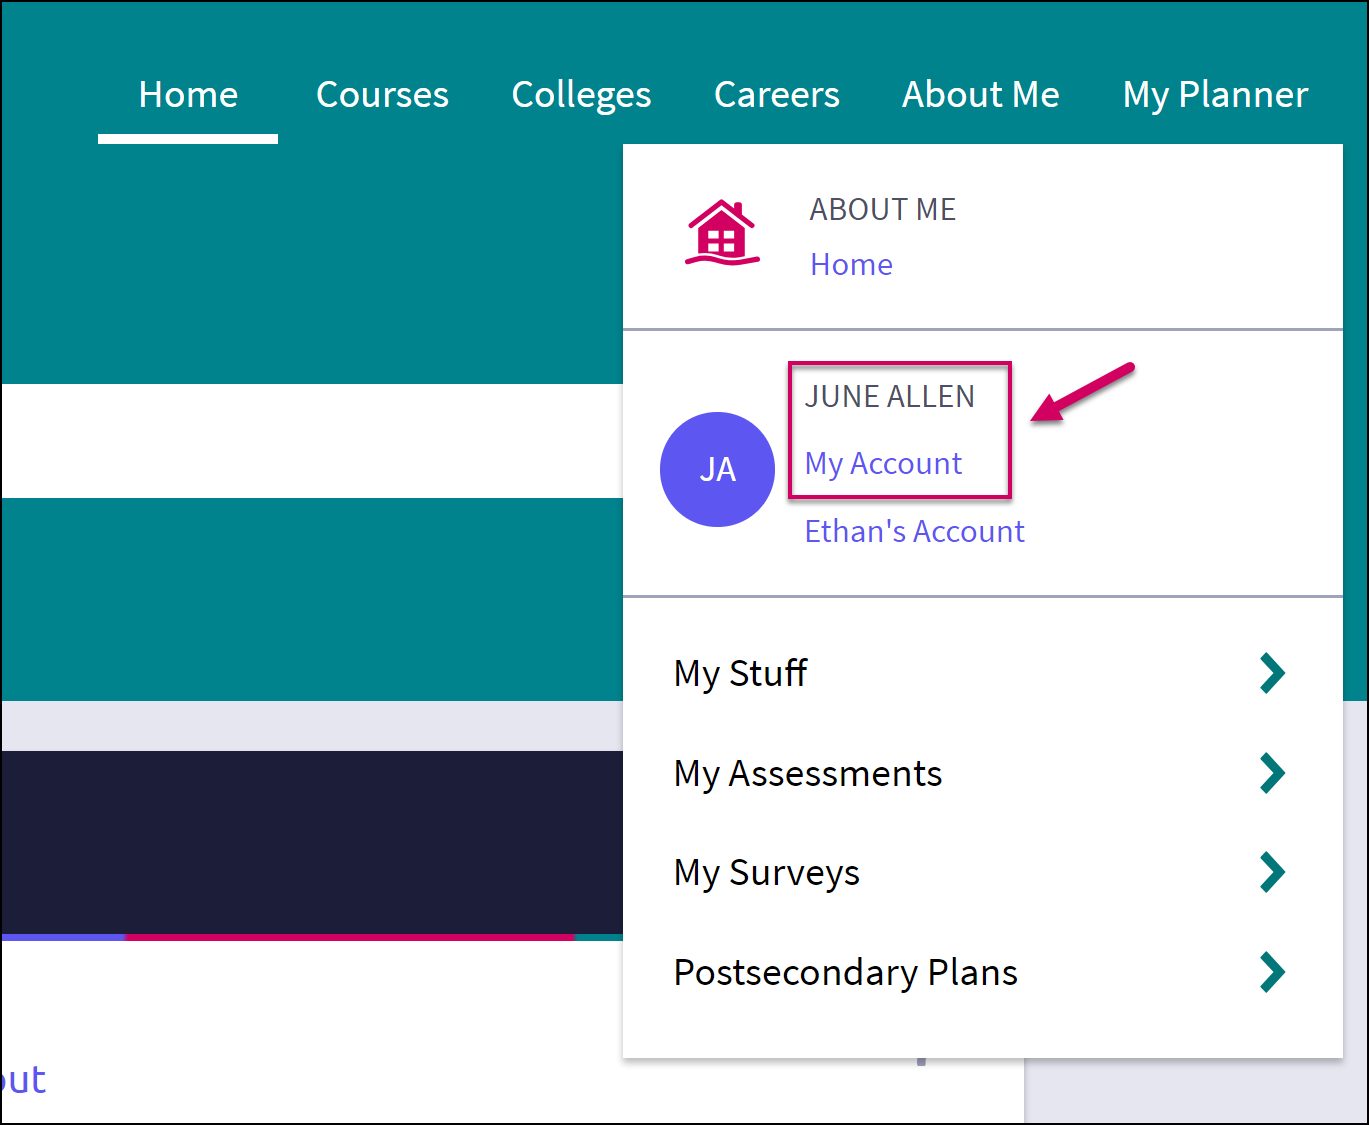 Home Courses Colleges Careers About Me My Planner
ABOUT ME
Home
JUNE ALLEN
JA
My Account
Ethan's Account
My Stuff
My Assessments
My Surveys
Postsecondary Plans
out